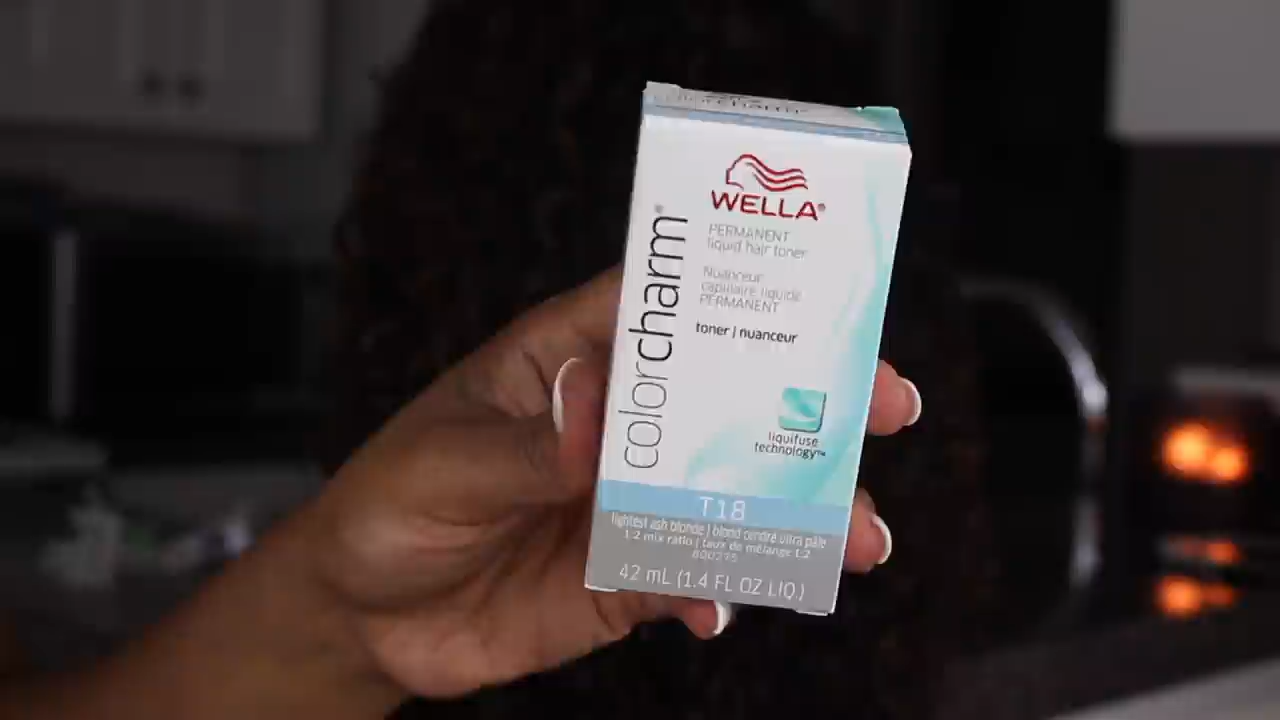 WELLA®
PERMANENT
liquid hair toner
Nuanceur
capillaire liquide
PERMANENT
toner | nuanceur
colorcharm®
liquifuse
technology™
T18
lightest ash blonde | blond cendré ultra pâle
1:2 mix ratio | taux de mélange 1:2
42 mL (1.4 FL OZ LIQ.)